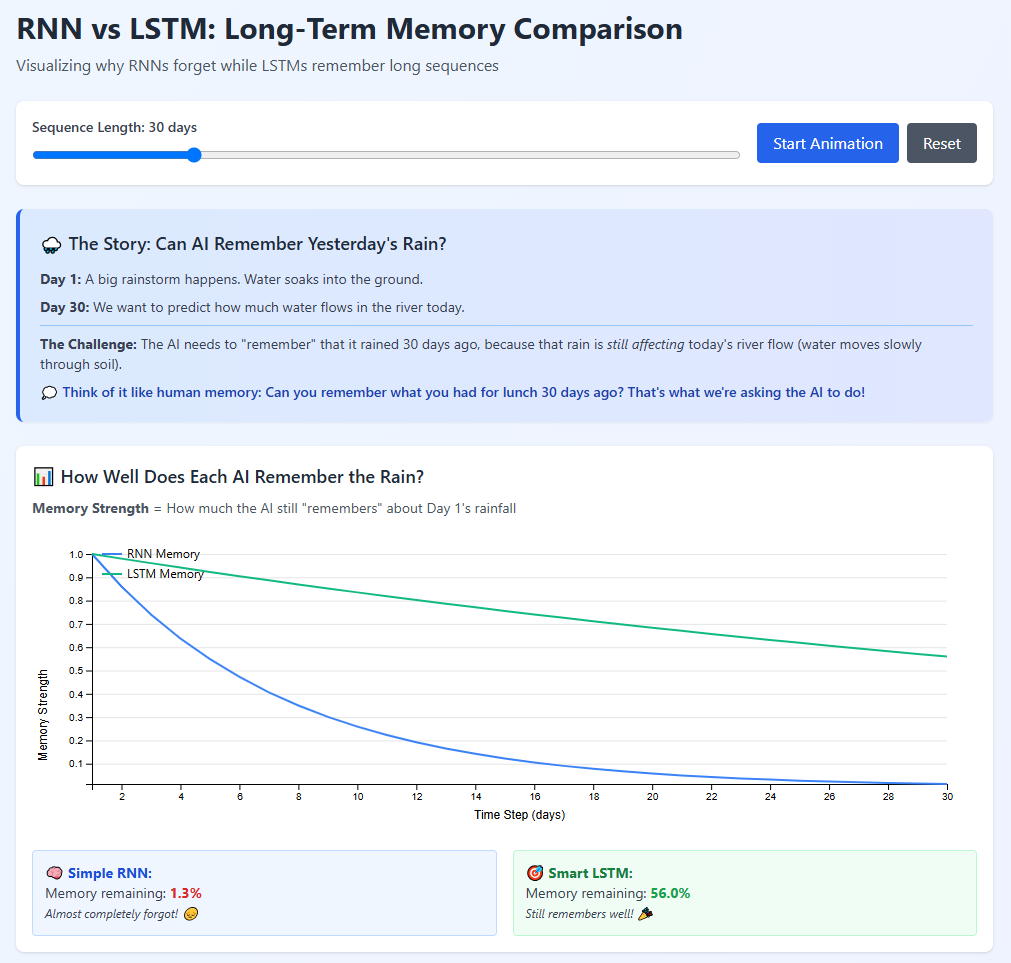 RNN vs LSTM: Long-Term Memory Comparison
Visualizing why RNNs forget while LSTMs remember long sequences
Sequence Length: 30 days
Start Animation
Reset
The Story: Can AI Remember Yesterday's Rain?
Day 1: A big rainstorm happens. Water soaks into the ground.
Day 30: We want to predict how much water flows in the river today.
The Challenge: The AI needs to "remember" that it rained 30 days ago, because that rain is still affecting today's river flow (water moves slowly
through soil).
Think of it like human memory: Can you remember what you had for lunch 30 days ago? That's what we're asking the AI to do!
How Well Does Each AI Remember the Rain?
Memory Strength = How much the AI still "remembers" about Day 1's rainfall
RNN Memory
LSTM Memory
Memory Strength
1.0
0.9
0.8
0.7
0.6
0.5
0.4
0.3
0.2
0.1
2 4 6 8 10 12 14 16 18 20 22 24 26 28 30
Time Step (days)
Simple RNN:
Memory remaining: 1.3%
Almost completely forgot!
Smart LSTM:
Memory remaining: 56.0%
Still remembers well!